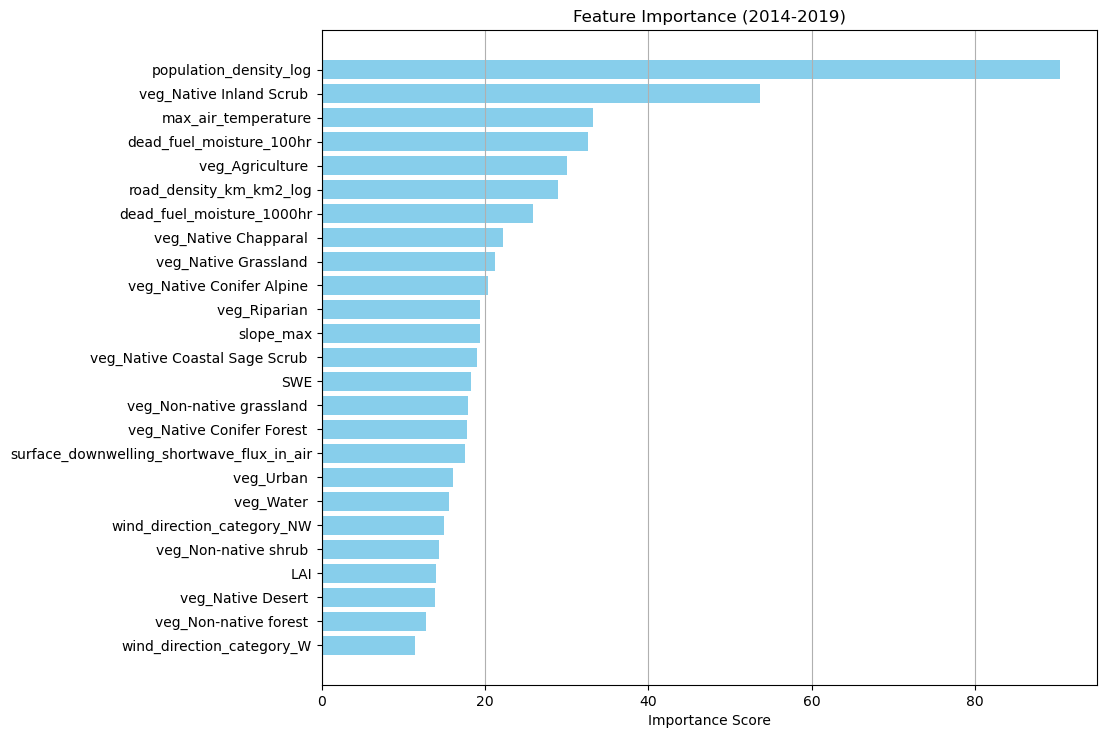 Feature Importance (2014-2019)
population_density_log
veg_Native Inland Scrub
max_air_temperature
dead_fuel_moisture_100hr
veg_Agriculture
road_density_km_km2_log
dead_fuel_moisture_1000hr
veg_Native Chapparal
veg_Native Grassland
veg_Native Conifer Alpine
veg_Riparian
slope_max
veg_Native Coastal Sage Scrub
SWE
veg_Non-native grassland
veg_Native Conifer Forest
surface_downwelling_shortwave_flux_in_air
veg_Urban
veg_Water
wind_direction_category_NW
veg_Non-native shrub
LAI
veg_Native Desert
veg_Non-native forest
wind_direction_category_W
0 20 40 60 80
Importance Score